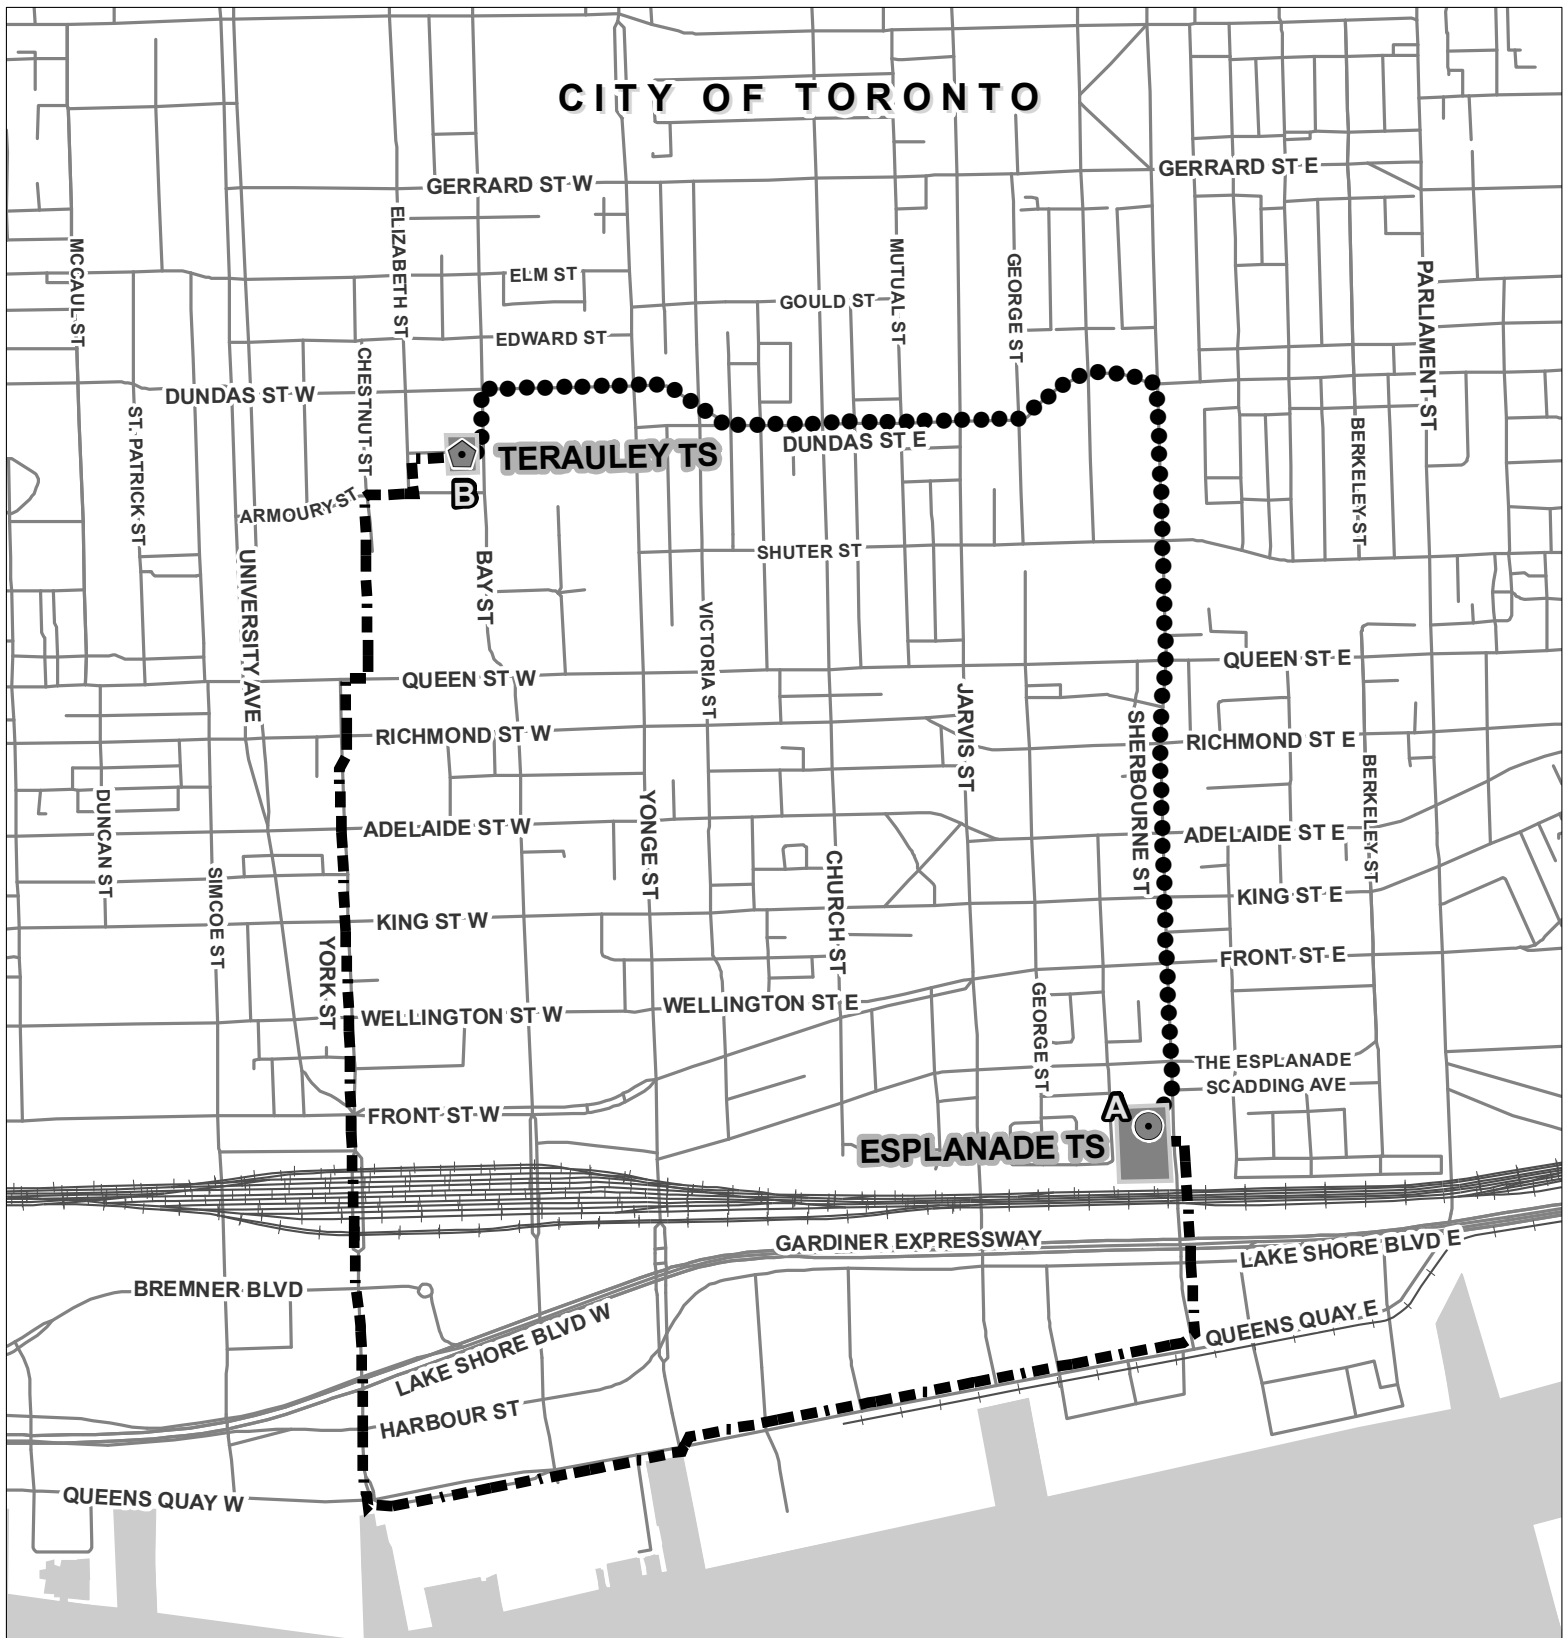 CITY OF TORONTO
GERRARD ST E
GERRARD ST W
ELIZABETH ST
MCCAUL ST
MUTUAL ST
GEORGE ST
PARLIAMENT ST
ELM ST
GOULD ST
EDWARD ST
CHESTNUT ST
DUNDAS ST W
ST. PATRICK ST
BERKELEY ST
DUNDAS ST E
TERAULEY TS
B
ARMOURY ST
UNIVERSITY AVE
BAY ST
SHUTER ST
VICTORIA ST
QUEEN ST E
QUEEN ST W
JARVIS ST
SHERBOURNE ST
RICHMOND ST W
RICHMOND ST E
BERKELEY ST
DUNCAN ST
YONGE ST
ADELAIDE ST W
ADELAIDE ST E
CHURCH ST
SIMCOE ST
KING ST E
KING ST W
YORK ST
FRONT ST E
GEORGE ST
WELLINGTON ST E
WELLINGTON ST W
THE ESPLANADE
SCADDING AVE
A
FRONT ST W
ESPLANADE TS
GARDINER EXPRESSWAY
LAKE SHORE BLVD E
BREMNER BLVD
QUEENS QUAY E
LAKE SHORE BLVD W
HARBOUR ST
QUEENS QUAY W